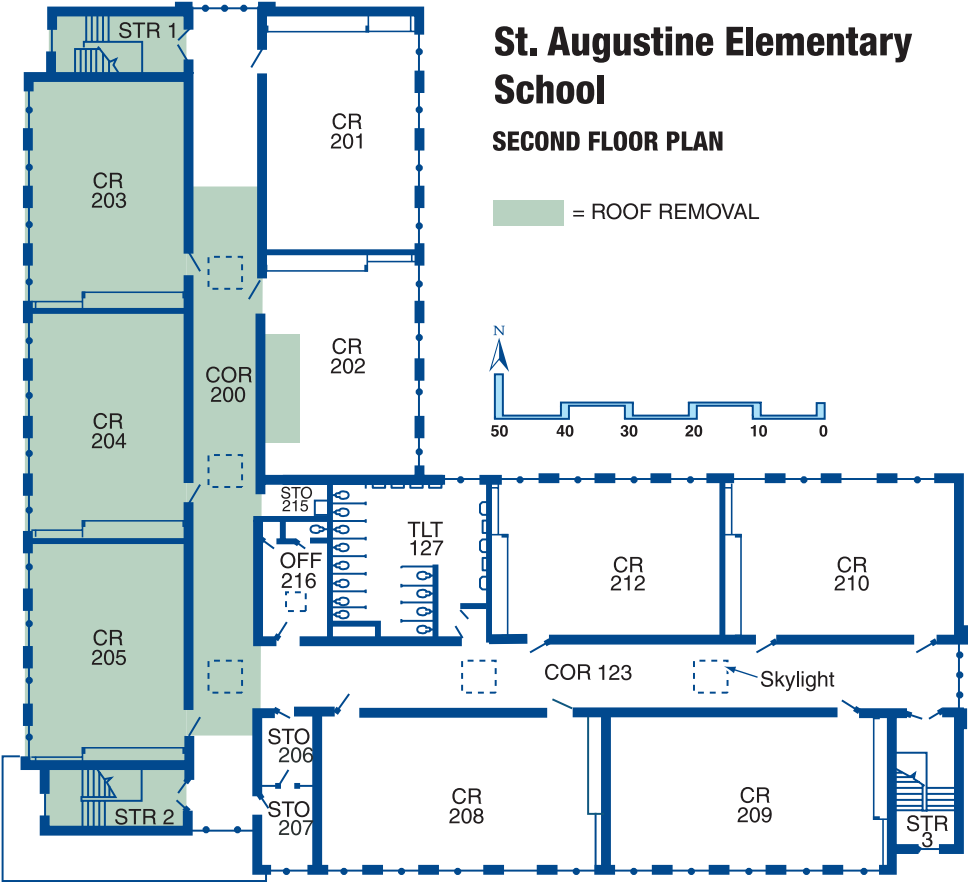 St. Augustine Elementary
School
SECOND FLOOR PLAN
= ROOF REMOVAL
STR 1
CR
201
CR
203
CR
202
COR
200
CR
204
N
50 40 30 20 10 0
STO
215
TLT
127
OFF
216
CR
212
CR
210
CR
205
COR 123
Skylight
STO
206
STO
207
STR 2
CR
208
CR
209
STR
3